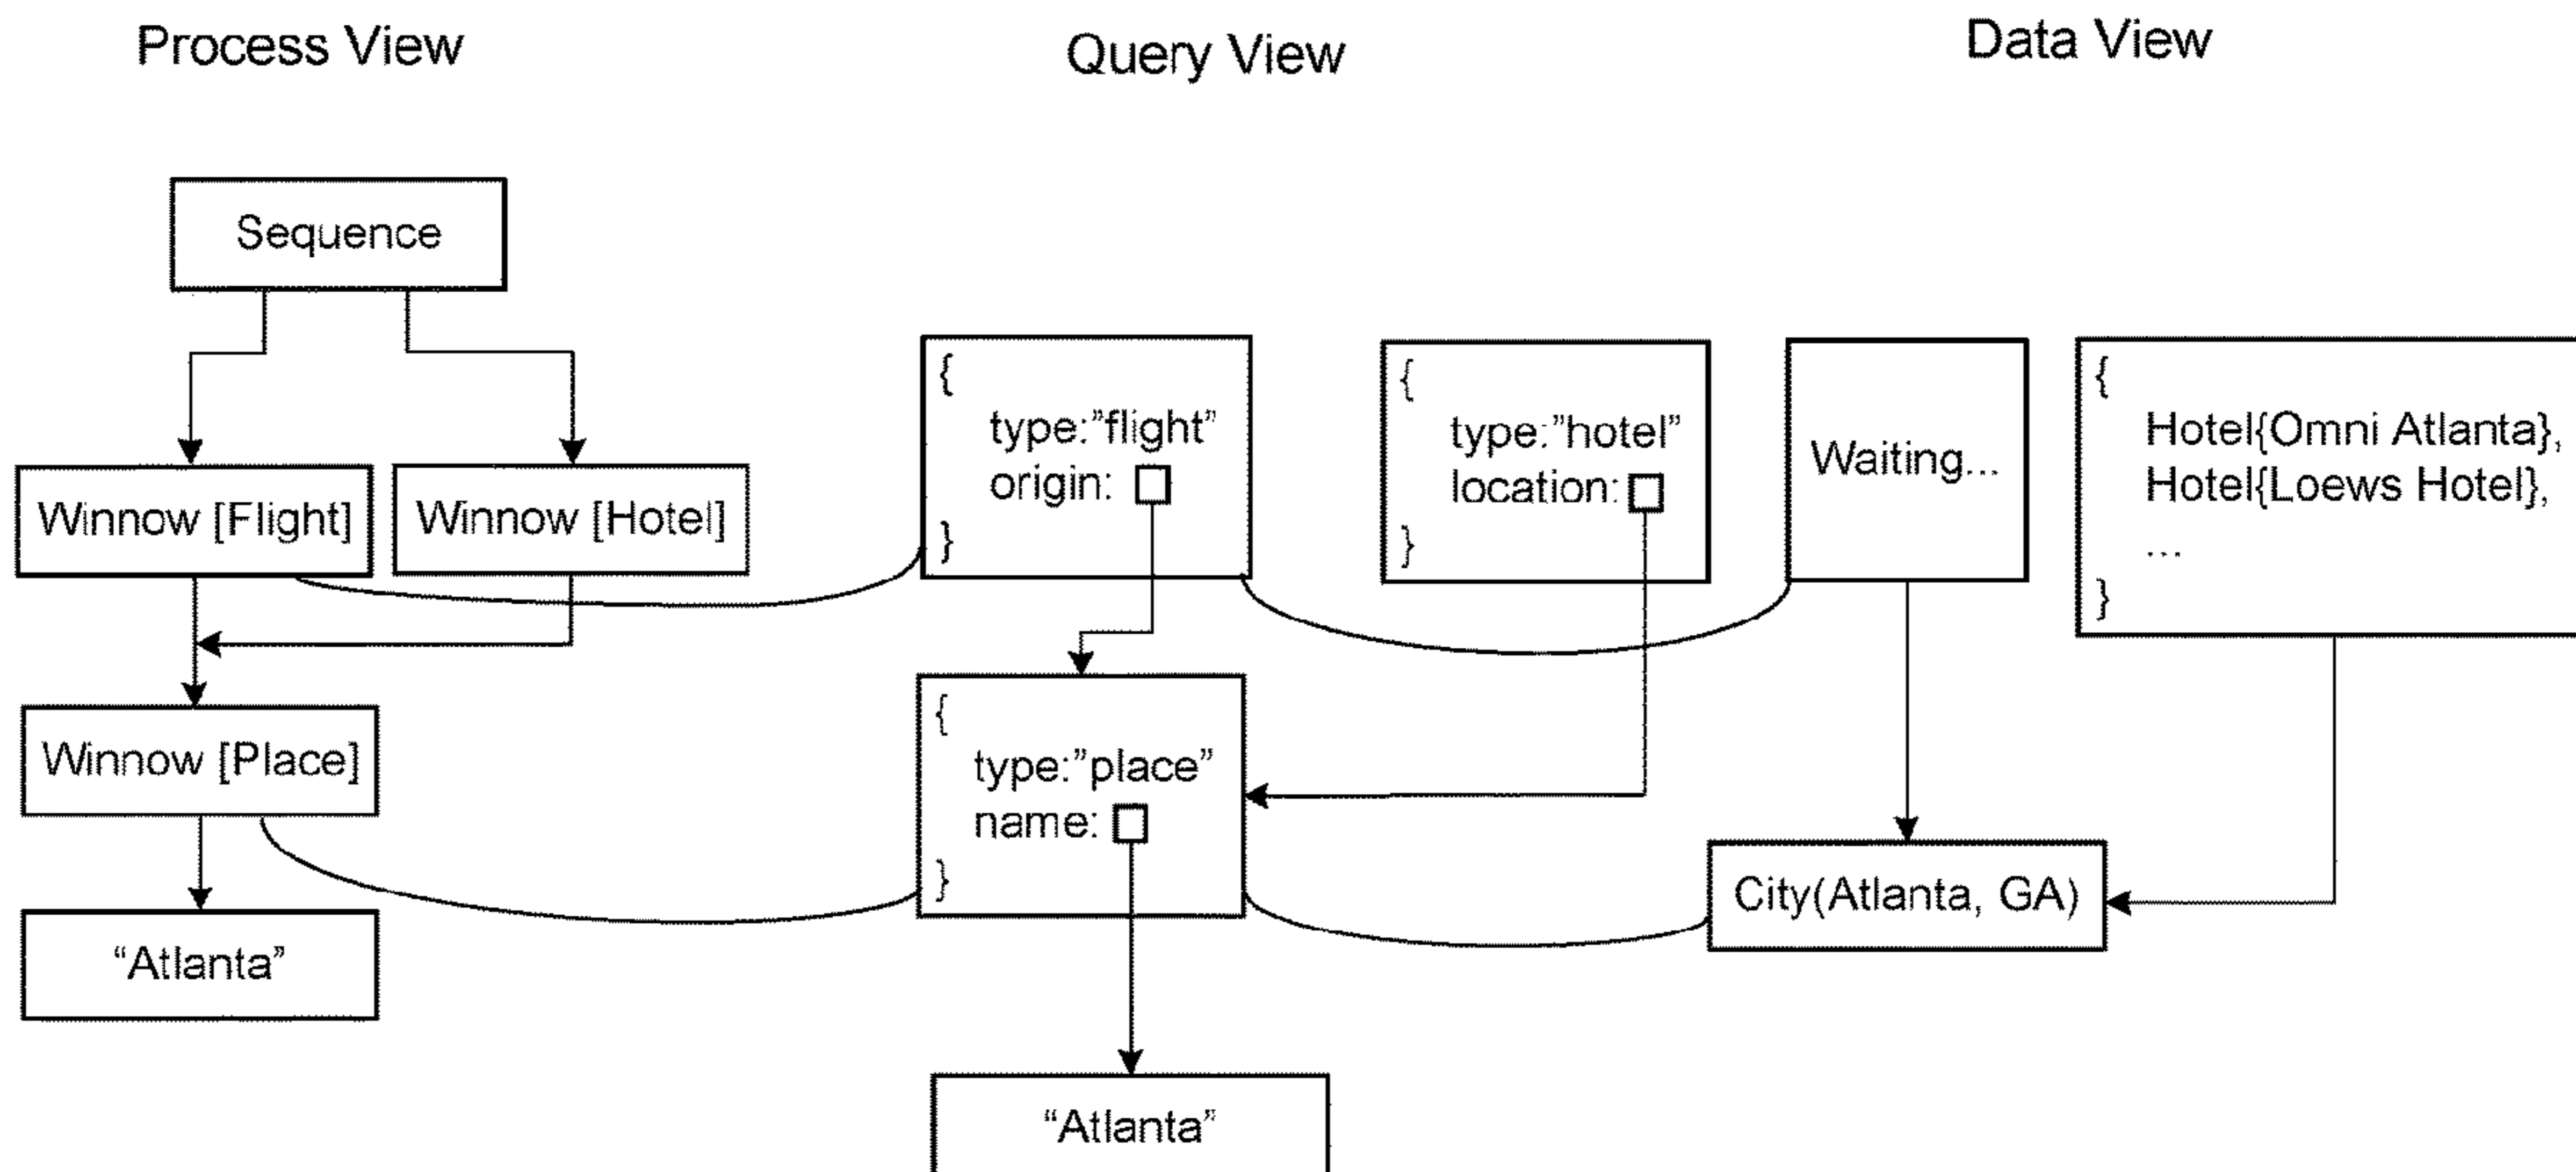 Process View
Query View
Data View
Sequence
Winnow [Flight]
Winnow [Hotel]
Winnow [Place]
“Atlanta”
{
type:”flight”
origin:
}
{
type:”hotel”
location:
}
{
type:”place”
name:
}
“Atlanta”
Waiting...
{
Hotel{Omni Atlanta},
Hotel{Loews Hotel},
...
}
City(Atlanta, GA)